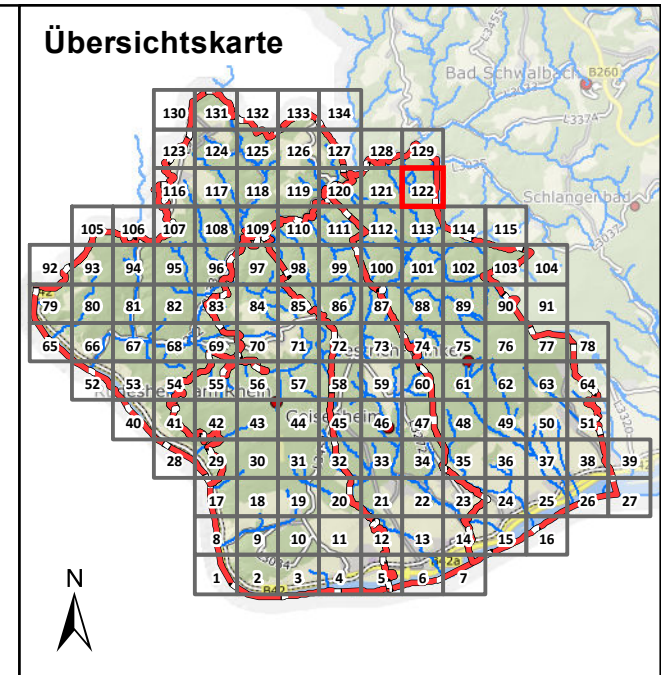 Übersichtskarte
Bad Schwalbach
B260
L3455
L3374
L3035
Schlangenbad
L3037
130 131 132 133 134
123 124 125 126 127 128 129
116 117 118 119 120 121 122
105 106 107 108 109 110 111 112 113 114 115
92 93 94 95 96 97 98 99 100 101 102 103 104
79 80 81 82 83 84 85 86 87 88 89 90 91
65 66 67 68 69 70 71 72 73 74 75 76 77 78
52 53 54 55 56 57 58 59 60 61 62 63 64
40 41 42 43 44 45 46 47 48 49 50 51
Geisenheim
L3320
28 29 30 31 32 33 34 35 36 37 38 39
17 18 19 20 21 22 23 24 25 26 27
8 9 10 11 12 13 14 15 16
L3034
B42a
1 2 3 4 5 6 7
B42
N